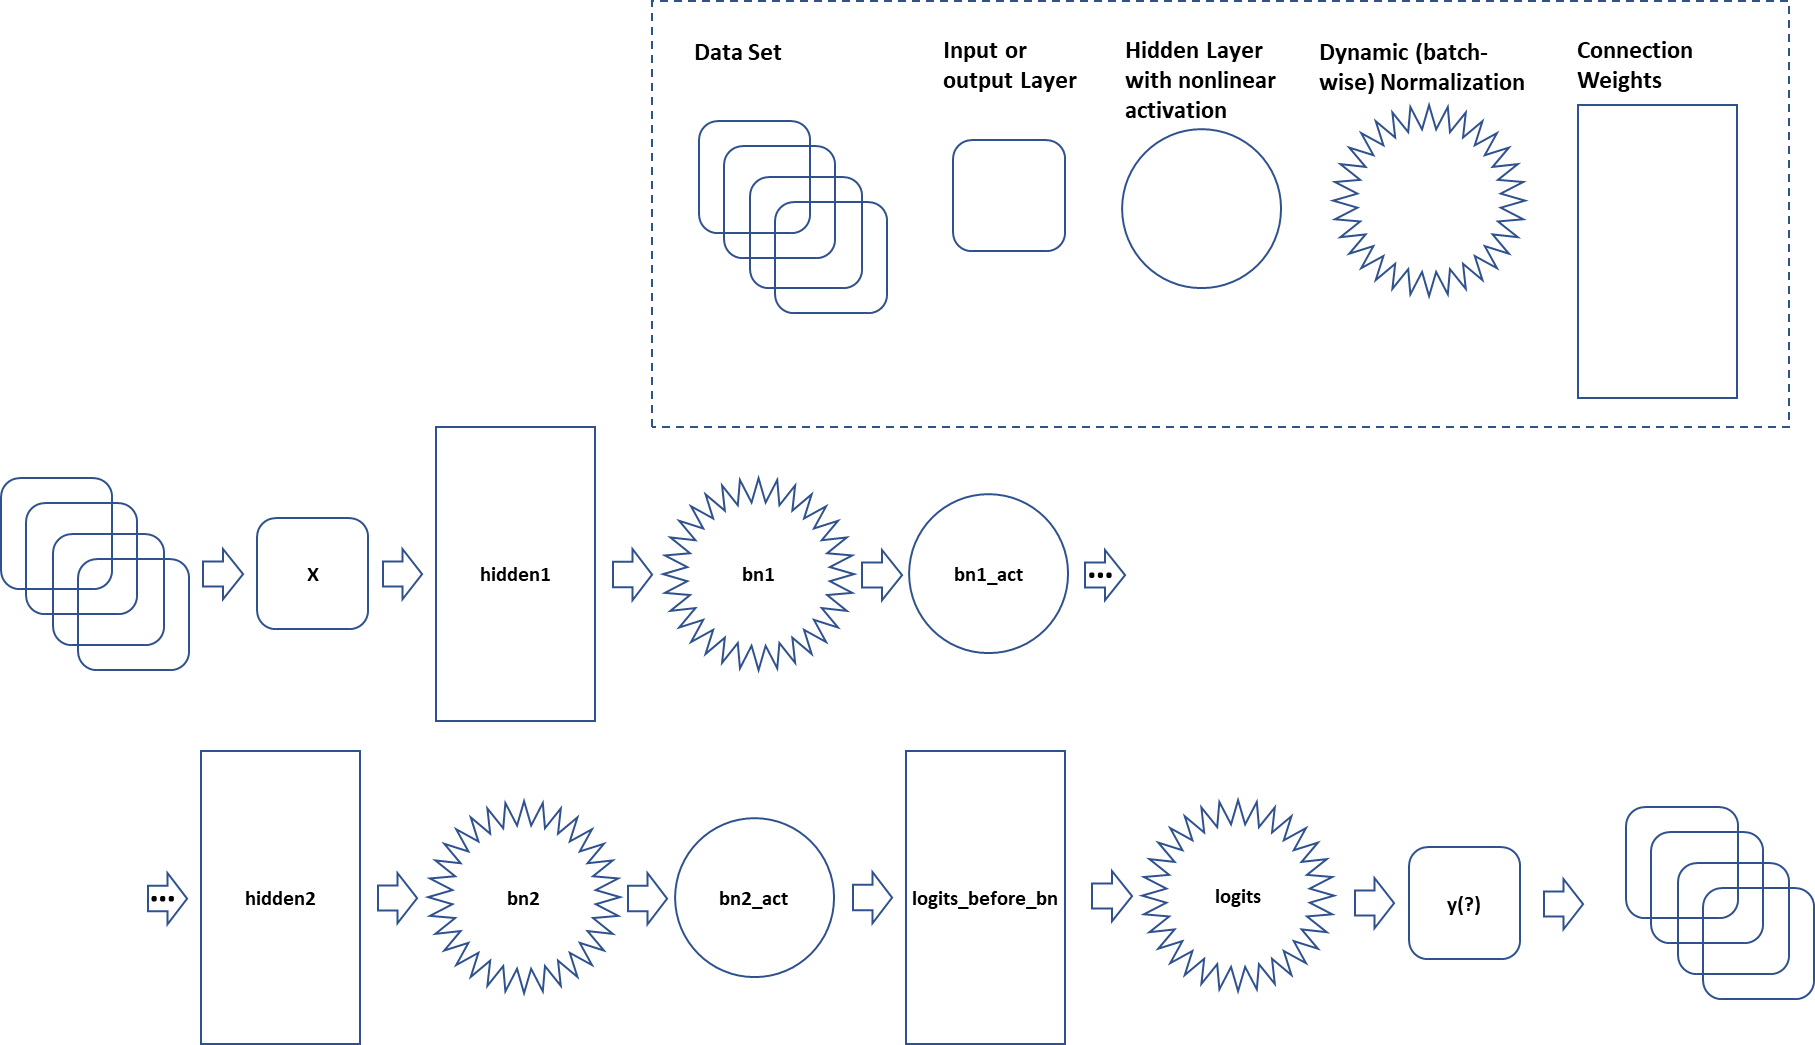 Data Set
Input or
output Layer
Hidden Layer
with nonlinear
activation
Dynamic (batch-
wise) Normalization
Connection
Weights
X
hidden1
bn1
bn1_act
...
...
hidden2
bn2
bn2_act
logits_before_bn
logits
y(?)